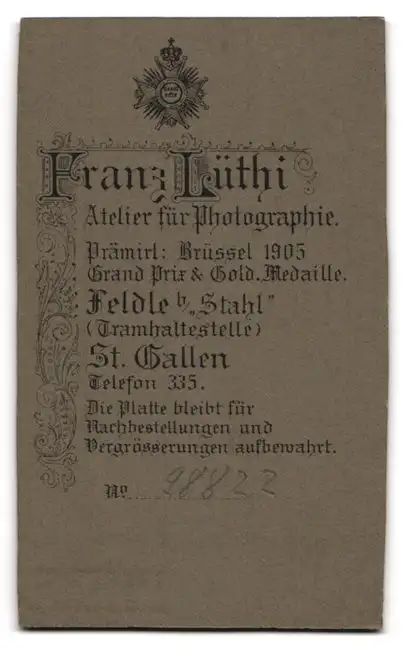 Franz Lüthi
Atelier für Photographie.
Prämirt: Brüssel 1905
Grand Prix & Gold. Medaille.
Feldle b/ „Stahl"
(Tramhaltestelle)
St. Gallen
Telefon 335.
Die Platte bleibt für
Nachbestellungen und
Vergrösserungen aufbewahrt.
No 98822